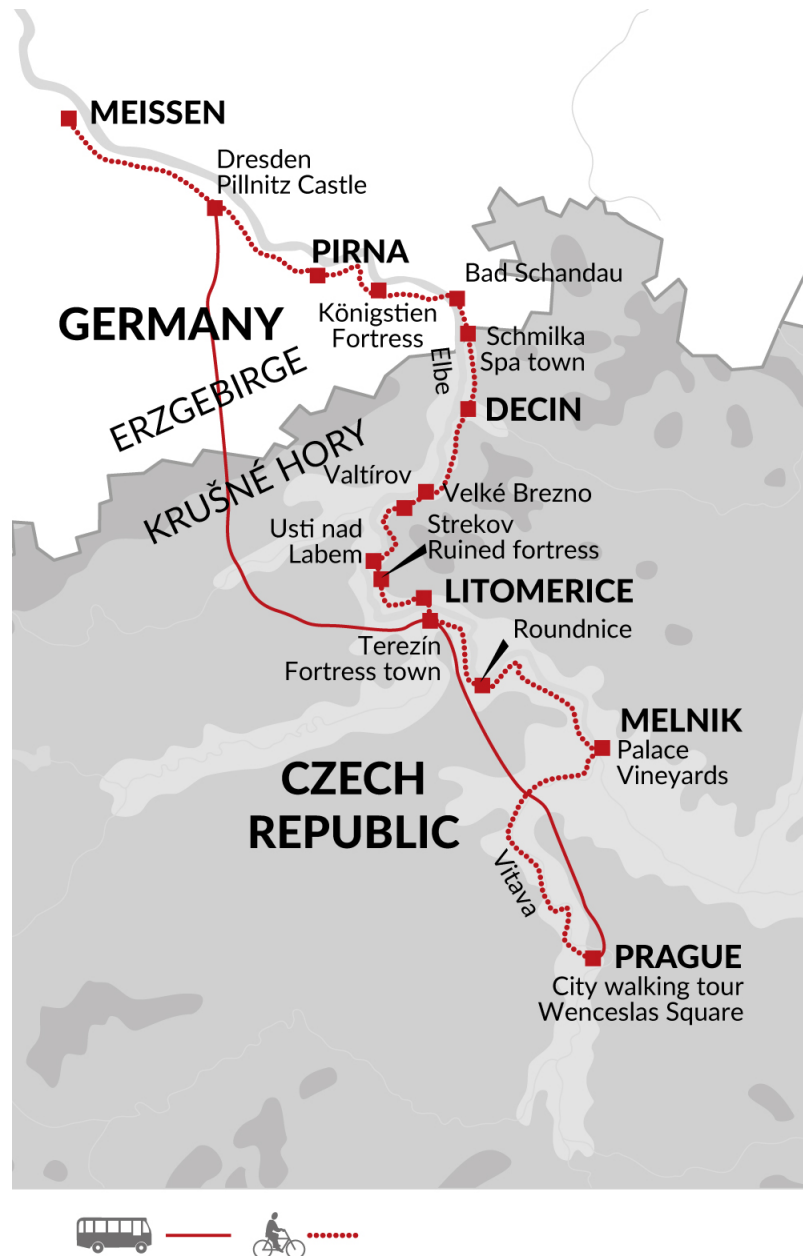 MEISSEN
Dresden
Pillnitz Castle
PIRNA
Bad Schandau
Königstien
Fortress
GERMANY
Schmilka
Spa town
Elbe
ERZGEBIRGE
DECIN
KRUŠNÉ HORY
Valtírov
Velké Brezno
Usti nad
Labem
Strekov
Ruined fortress
LITOMERICE
Roundnice
Terezín
Fortress town
MELNIK
Palace
Vineyards
CZECH
REPUBLIC
Vitava
PRAGUE
City walking tour
Wenceslas Square